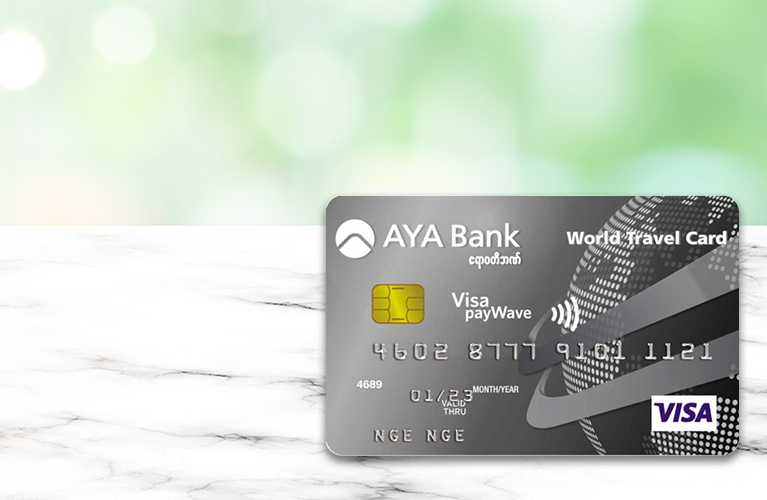 AYA Bank
ဧရာဝတီဘဏ်
World Travel Card
Visa
payWave
4602 8777 9101 1121
4689
01/23 MONTH/YEAR
VALID
THRU
NGE NGE
VISA